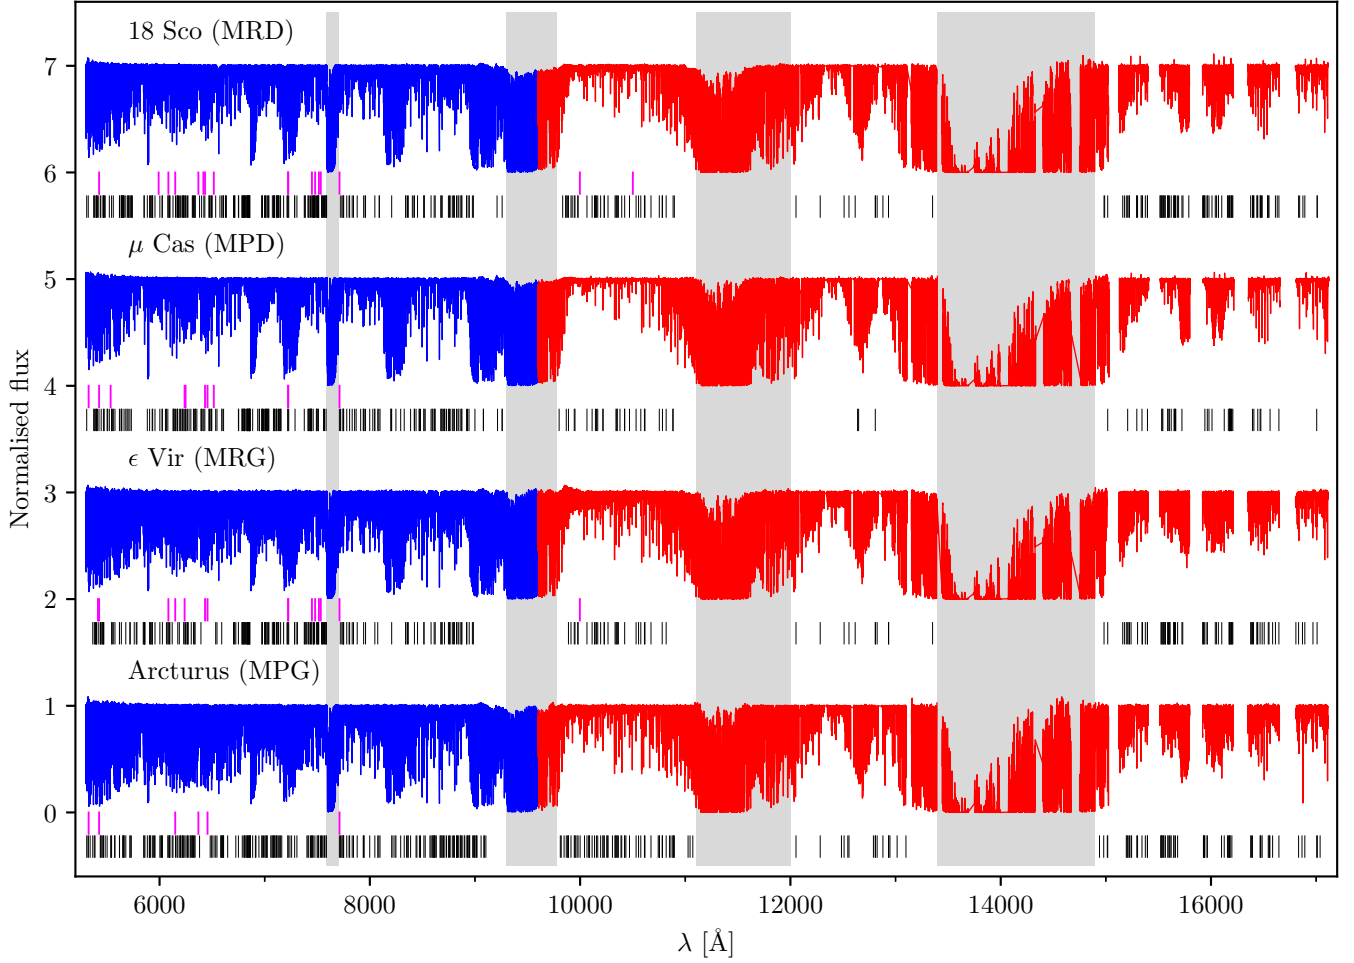 18 Sco (MRD)
7
6
μ Cas (MPD)
5
4
ϵ Vir (MRG)
3
2
Arcturus (MPG)
1
0
Normalised flux
6000 8000 10000 12000 14000 16000
λ [Å]